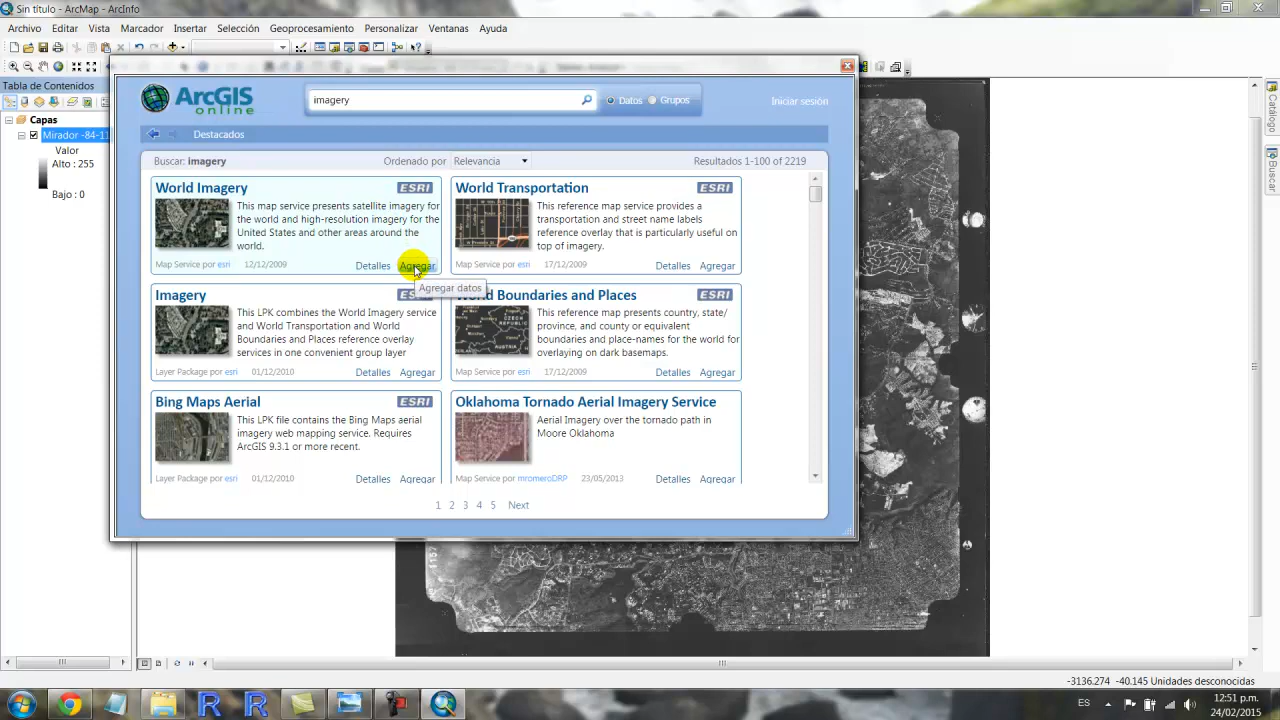 Sin título - ArcMap - ArcInfo
Archivo Editar Vista Marcador Insertar Selección Geoprocesamiento Personalizar Ventanas Ayuda
Tabla de Contenidos
Capas
Mirador -84-11
Valor
Alto : 255
Bajo : 0
ArcGIS
online
imagery
Datos Grupos
Iniciar sesión
Destacados
Buscar: imagery
Ordenado por Relevancia
Resultados 1-100 of 2219
World Imagery
ESRI
This map service presents satellite imagery for
the world and high-resolution imagery for the
United States and other areas around the
world.
Map Service por esri 12/12/2009 Detalles Agregar
World Transportation
ESRI
This reference map service provides a
transportation and street name labels
reference overlay that is particularly useful on
top of imagery.
Map Service por esri 17/12/2009 Detalles Agregar
Agregar datos
Imagery
ESRI
This LPK combines the World Imagery service
and World Transportation and World
Boundaries and Places reference overlay
services in one convenient group layer
Layer Package por esri 01/12/2010 Detalles Agregar
World Boundaries and Places
ESRI
This reference map presents country, state/
province, and county or equivalent
boundaries and place-names for the world for
overlaying on dark basemaps.
Map Service por esri 17/12/2009 Detalles Agregar
Bing Maps Aerial
ESRI
This LPK file contains the Bing Maps aerial
imagery web mapping service. Requires
ArcGIS 9.3.1 or more recent.
Layer Package por esri 01/12/2010 Detalles Agregar
Oklahoma Tornado Aerial Imagery Service
Aerial Imagery over the tornado path in
Moore Oklahoma
Map Service por mromeroDRP 23/05/2013 Detalles Agregar
1 2 3 4 5 Next
Catálogo
Buscar
-3136.274 -40.145 Unidades desconocidas
ES
12:51 p.m.
24/02/2015